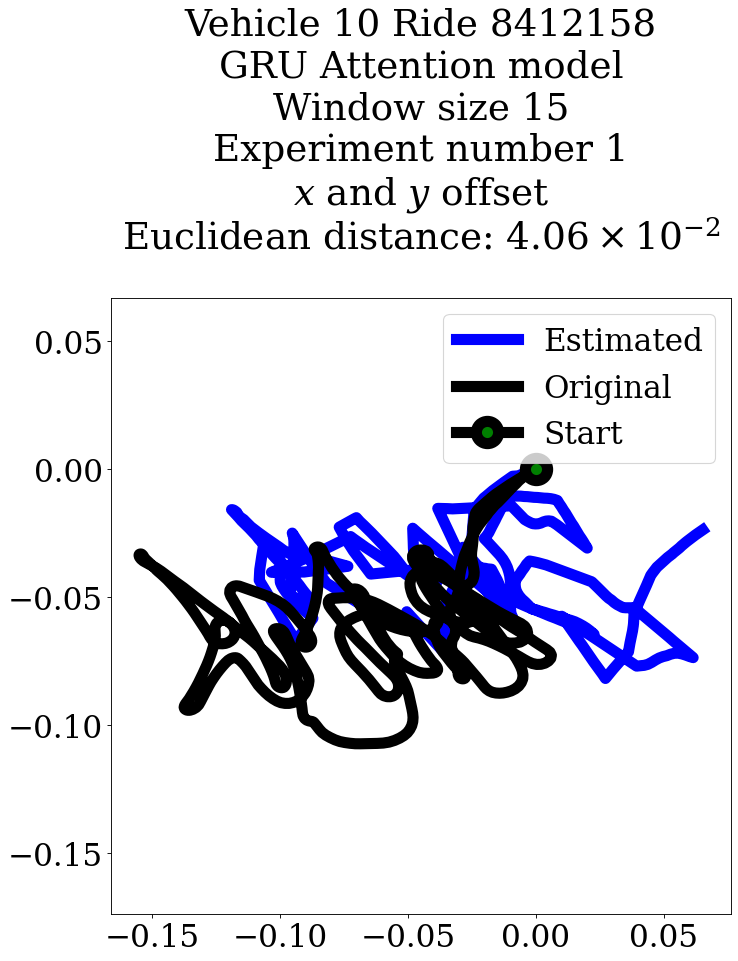 Vehicle 10 Ride 8412158
GRU Attention model
Window size 15
Experiment number 1
x and y offset
Euclidean distance: 4.06 × 10⁻²
Estimated
Original
Start
0.05
0.00
−0.05
−0.10
−0.15
−0.15 −0.10 −0.05 0.00 0.05